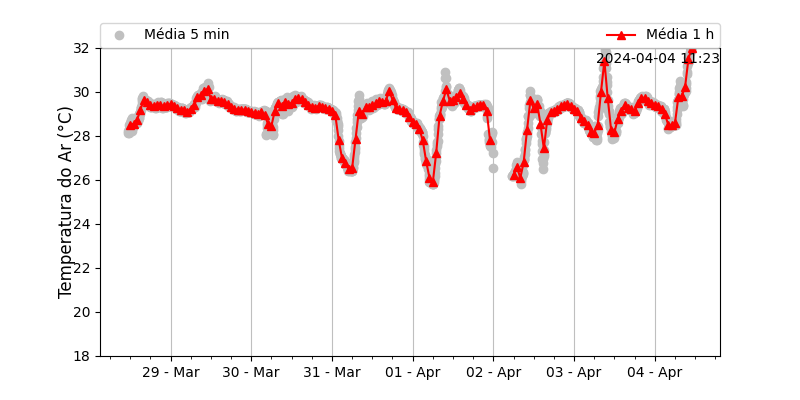 Média 5 min
Média 1 h
2024-04-04 11:23
Temperatura do Ar (°C)
32
30
28
26
24
22
20
18
29 - Mar
30 - Mar
31 - Mar
01 - Apr
02 - Apr
03 - Apr
04 - Apr